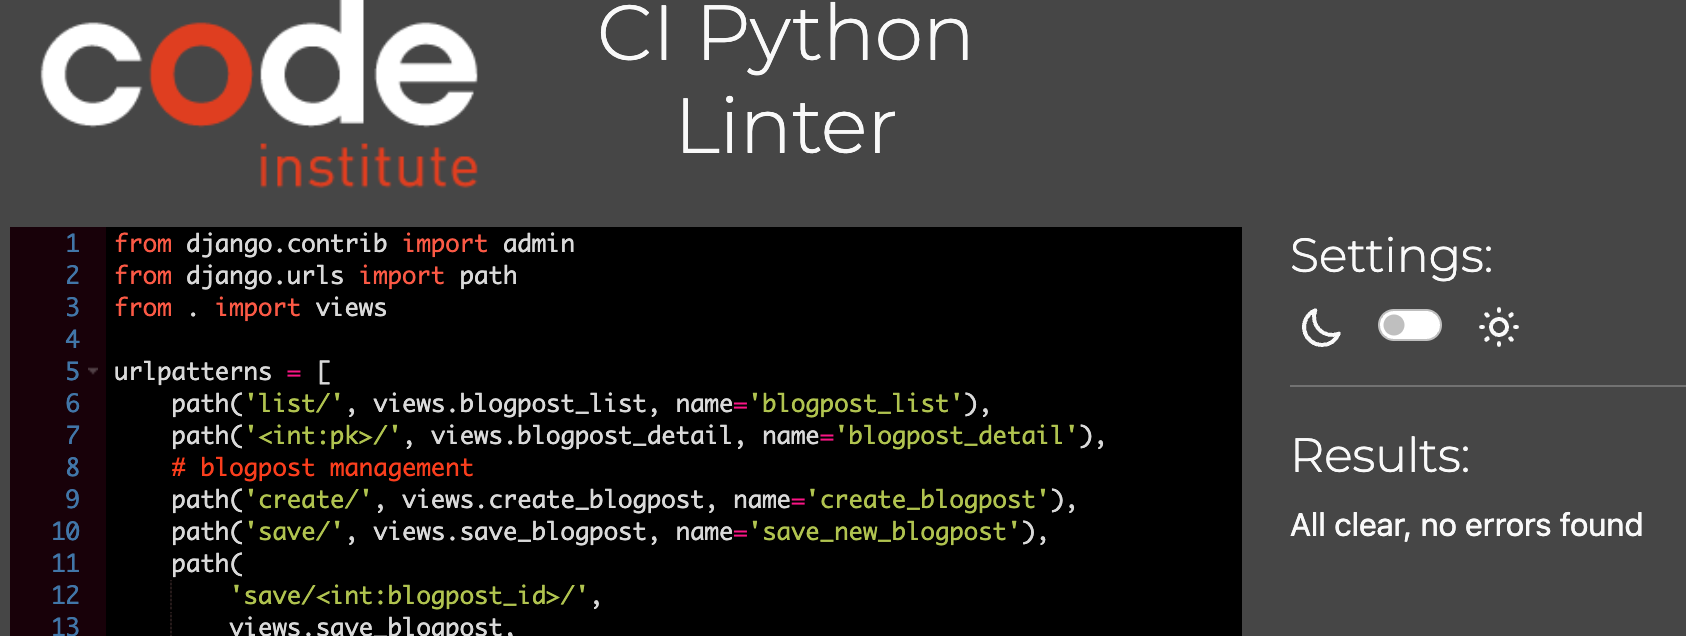 code
institute
CI Python
Linter
1 from django.contrib import admin
2 from django.urls import path
3 from . import views
4
5 urlpatterns = [
6     path('list/', views.blogpost_list, name='blogpost_list'),
7     path('<int:pk>/', views.blogpost_detail, name='blogpost_detail'),
8     # blogpost management
9     path('create/', views.create_blogpost, name='create_blogpost'),
10     path('save/', views.save_blogpost, name='save_new_blogpost'),
11     path(
12         'save/<int:blogpost_id>/',
13         views.save_blogpost,
Settings:
Results:
All clear, no errors found